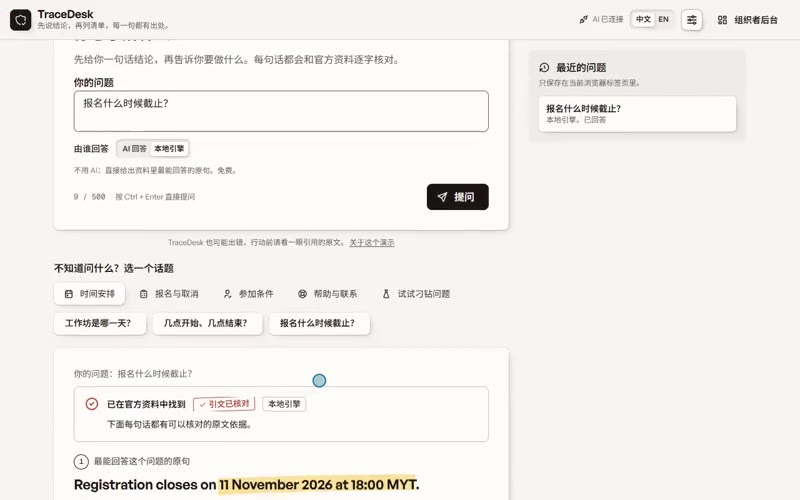 TraceDesk
先说结论，再列清单，每一句都有出处。
AI 已连接
中文 EN
组织者后台
先给你一句话结论，再告诉你要做什么。每句话都会和官方资料逐字核对。
你的问题
报名什么时候截止？
由谁回答 AI 回答 本地引擎
不用 AI：直接给出资料里最能回答的原句。免费。
9 / 500 按 Ctrl + Enter 直接提问
提问
TraceDesk 也可能出错，行动前请看一眼引用的原文。 关于这个演示
不知道问什么？选一个话题
时间安排 报名与取消 参加条件 帮助与联系 试试刁钻问题
工作坊是哪一天？ 几点开始、几点结束？ 报名什么时候截止？
你的问题：报名什么时候截止？
已在官方资料中找到 引文已核对 本地引擎
下面每句话都有可以核对的原文依据。
1 最能回答这个问题的原句
Registration closes on 11 November 2026 at 18:00 MYT.
最近的问题
只保存在当前浏览器标签页里。
报名什么时候截止？
本地引擎。已回答